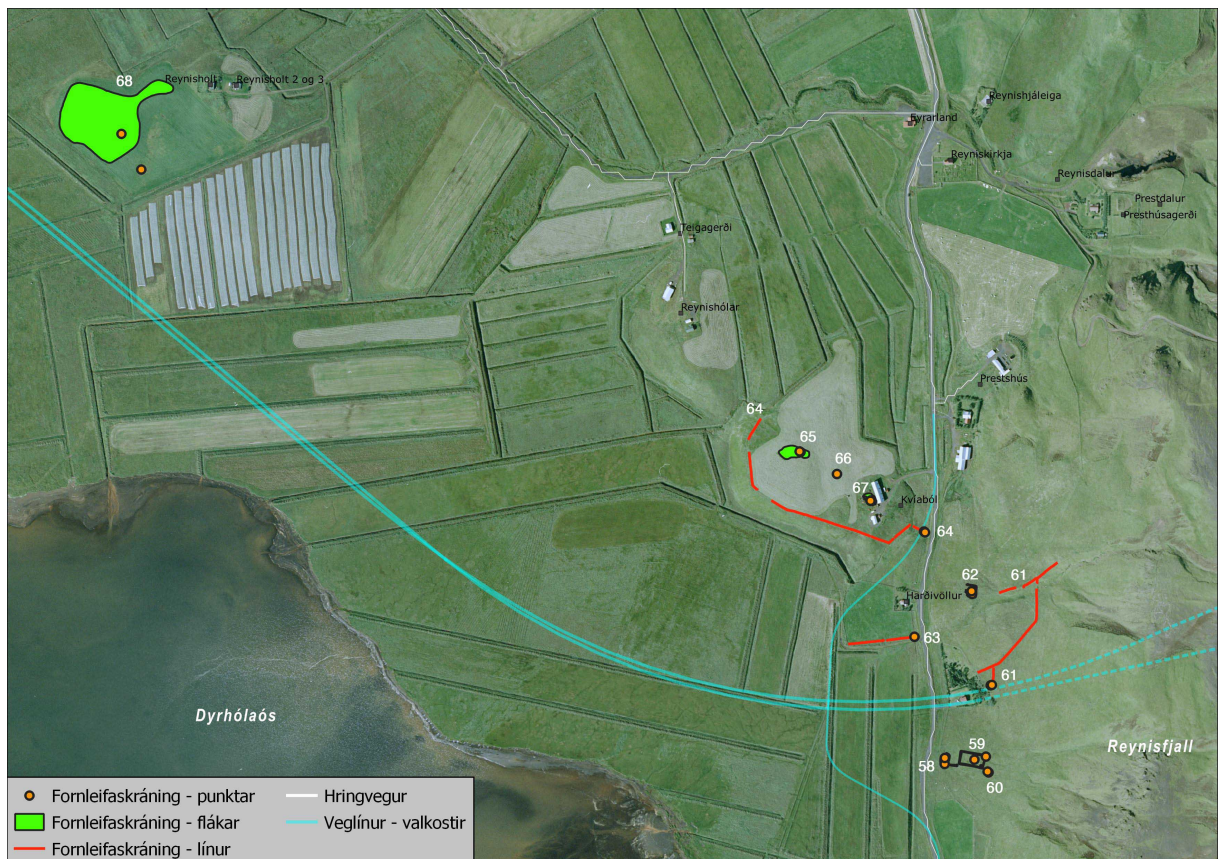 68
Reynisholt
Reynisholt 2 og 3
Reynishjáleiga
Eyrarland
Reyniskirkja
Reynisdalur
Prestdalur
Presthúsagerði
Teigagerði
Reynishólar
Prestshús
64
65
66
67
Kvíaból
64
62
61
Harðivöllur
63
61
Dyrhólaós
Reynisfjall
59
58
60
Fornleifaskráning - punktar
Fornleifaskráning - flákar
Fornleifaskráning - línur
Hringvegur
Veglínur - valkostir